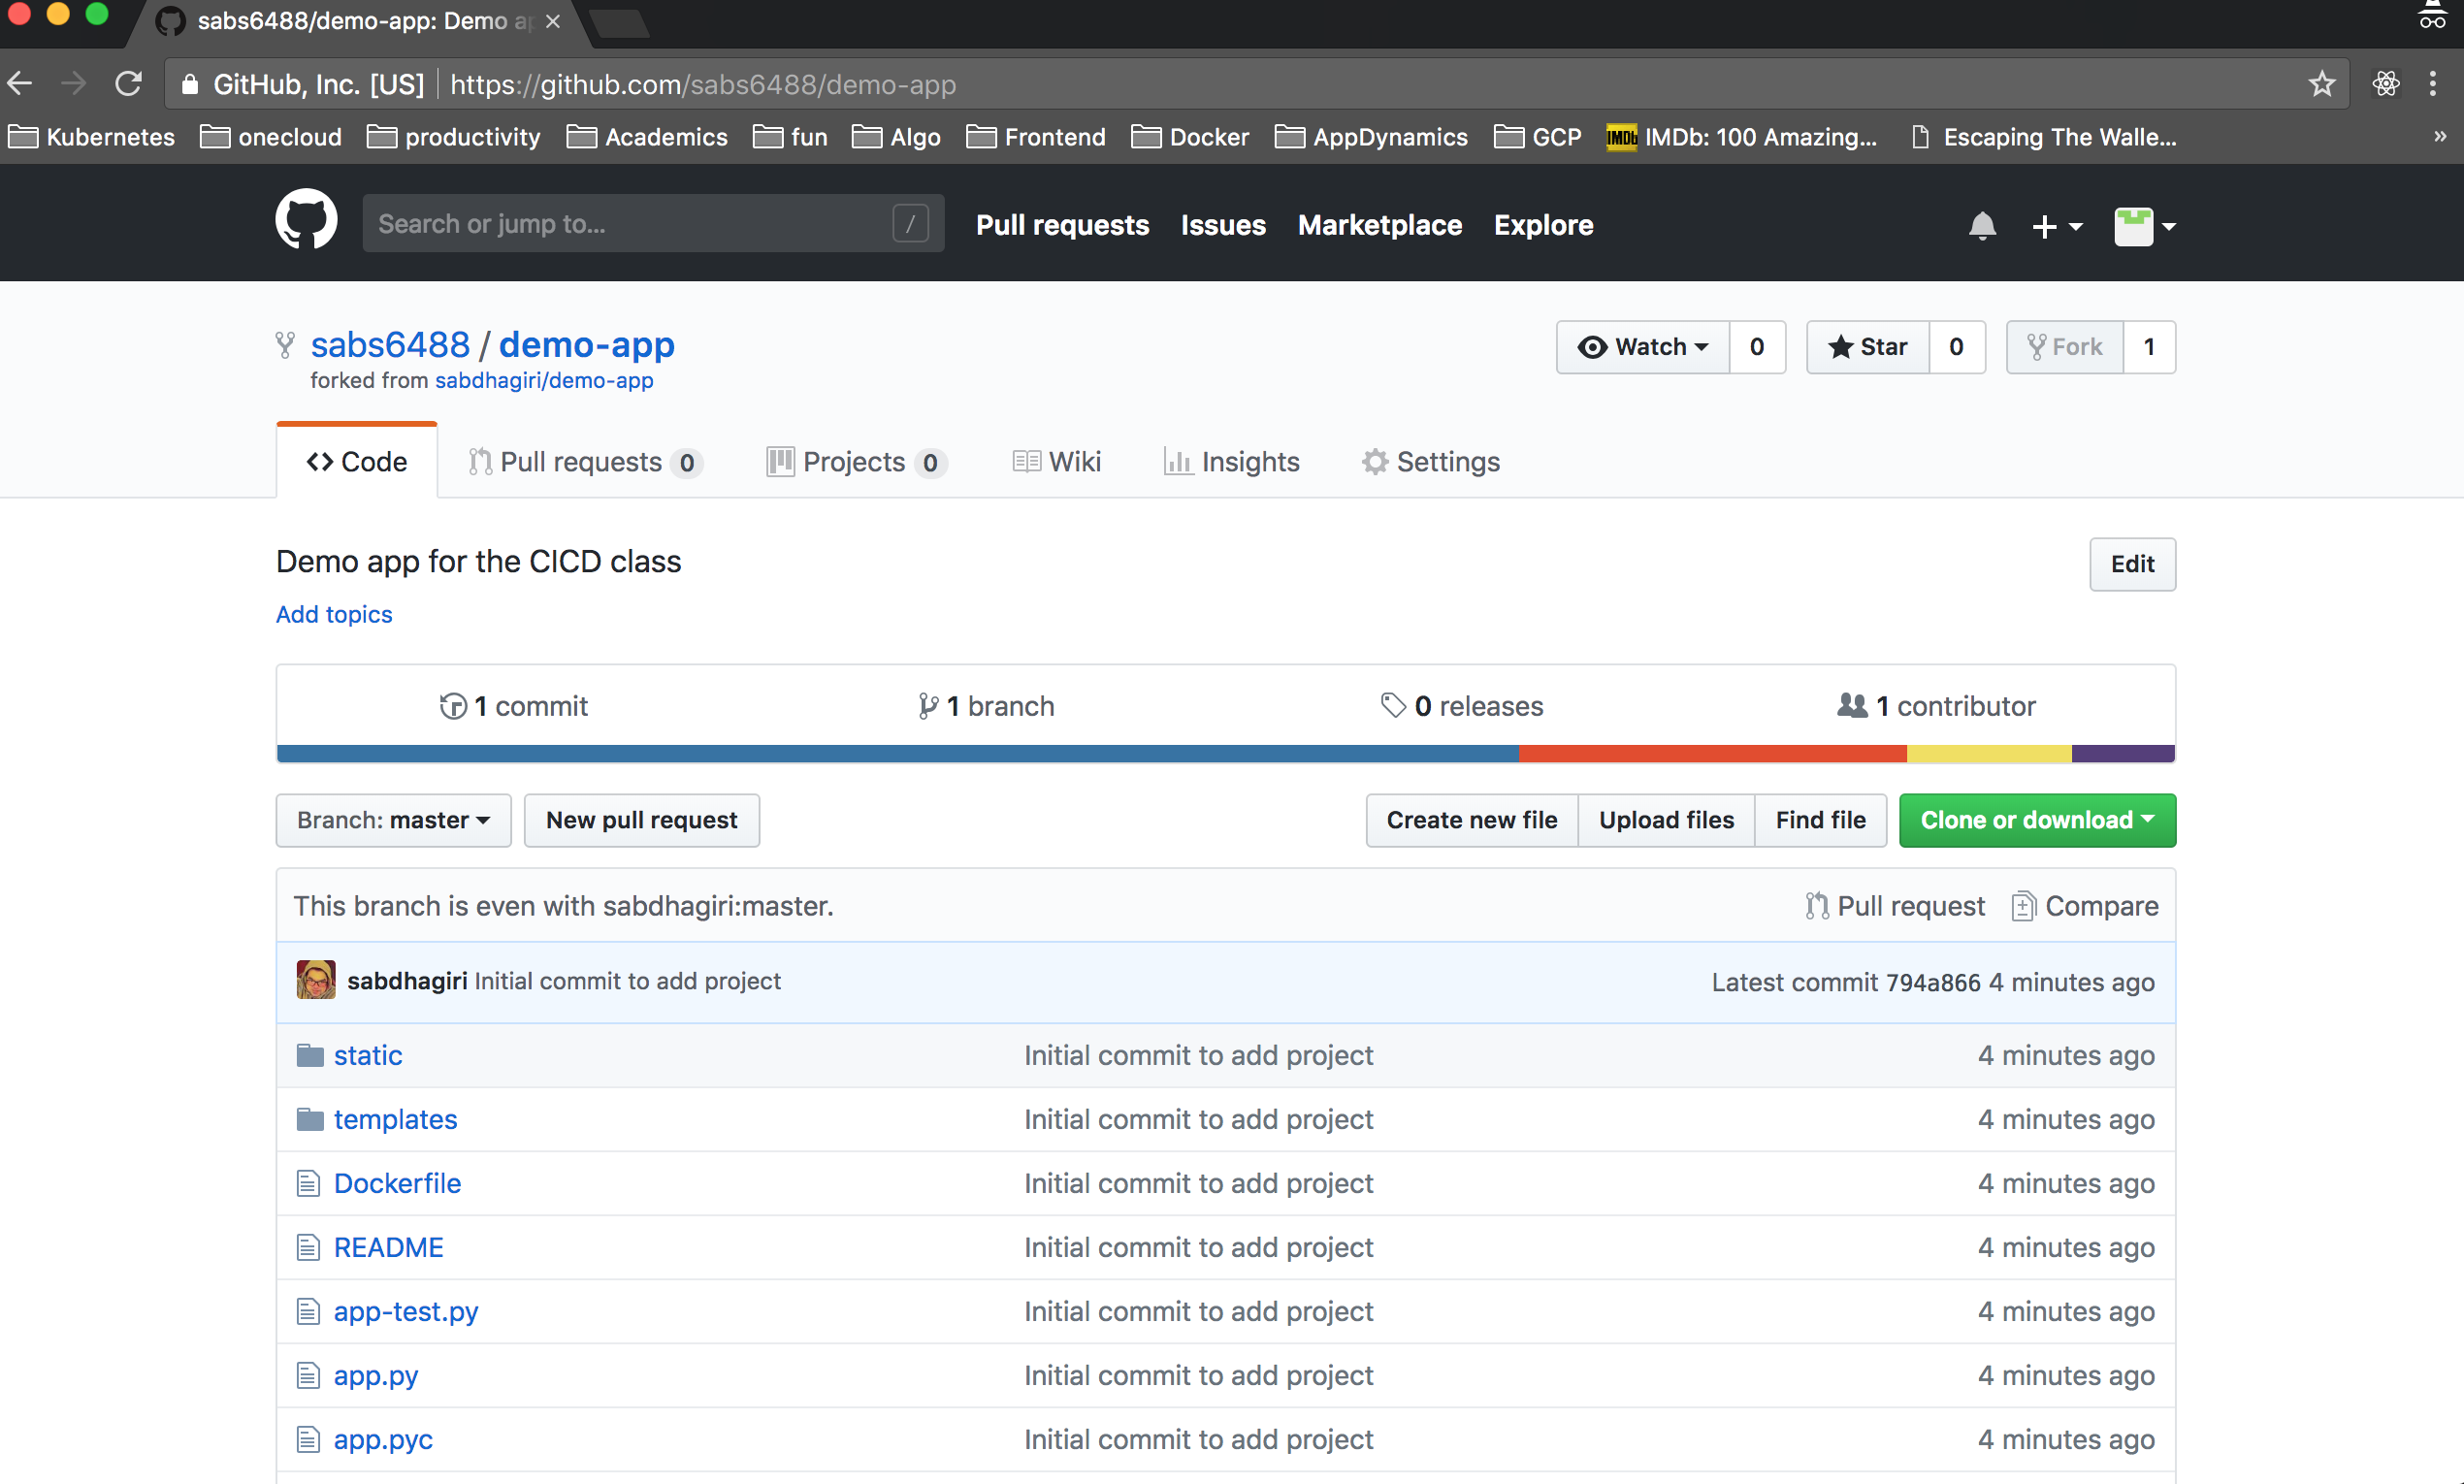 sabs6488/demo-app: Demo ap
GitHub, Inc. [US] https://github.com/sabs6488/demo-app
Kubernetes onecloud productivity Academics fun Algo Frontend Docker AppDynamics GCP IMDb IMDb: 100 Amazing... Escaping The Walle... »
Search or jump to... / Pull requests Issues Marketplace Explore
sabs6488 / demo-app Watch 0 Star 0 Fork 1
forked from sabdhagiri/demo-app
Code Pull requests 0 Projects 0 Wiki Insights Settings
Demo app for the CICD class Edit
Add topics
1 commit 1 branch 0 releases 1 contributor
Branch: master New pull request Create new file Upload files Find file Clone or download
This branch is even with sabdhagiri:master. Pull request Compare
sabdhagiri Initial commit to add project Latest commit 794a866 4 minutes ago
static Initial commit to add project 4 minutes ago
templates Initial commit to add project 4 minutes ago
Dockerfile Initial commit to add project 4 minutes ago
README Initial commit to add project 4 minutes ago
app-test.py Initial commit to add project 4 minutes ago
app.py Initial commit to add project 4 minutes ago
app.pyc Initial commit to add project 4 minutes ago